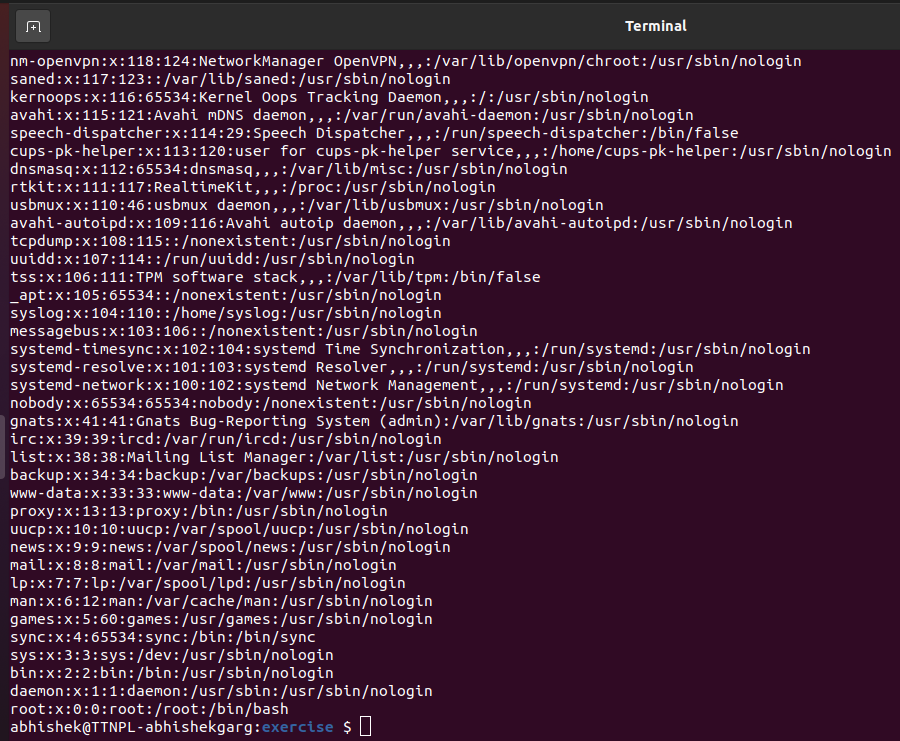 Terminal
nm-openvpn:x:118:124:NetworkManager OpenVPN,,,:/var/lib/openvpn/chroot:/usr/sbin/nologin
saned:x:117:123::/var/lib/saned:/usr/sbin/nologin
kernoops:x:116:65534:Kernel Oops Tracking Daemon,,,:/:/usr/sbin/nologin
avahi:x:115:121:Avahi mDNS daemon,,,:/var/run/avahi-daemon:/usr/sbin/nologin
speech-dispatcher:x:114:29:Speech Dispatcher,,,:/run/speech-dispatcher:/bin/false
cups-pk-helper:x:113:120:user for cups-pk-helper service,,,:/home/cups-pk-helper:/usr/sbin/nologin
dnsmasq:x:112:65534:dnsmasq,,,:/var/lib/misc:/usr/sbin/nologin
rtkit:x:111:117:RealtimeKit,,,:/proc:/usr/sbin/nologin
usbmux:x:110:46:usbmux daemon,,,:/var/lib/usbmux:/usr/sbin/nologin
avahi-autoipd:x:109:116:Avahi autoip daemon,,,:/var/lib/avahi-autoipd:/usr/sbin/nologin
tcpdump:x:108:115::/nonexistent:/usr/sbin/nologin
uuidd:x:107:114::/run/uuidd:/usr/sbin/nologin
tss:x:106:111:TPM software stack,,,:/var/lib/tpm:/bin/false
_apt:x:105:65534::/nonexistent:/usr/sbin/nologin
syslog:x:104:110::/home/syslog:/usr/sbin/nologin
messagebus:x:103:106::/nonexistent:/usr/sbin/nologin
systemd-timesync:x:102:104:systemd Time Synchronization,,,:/run/systemd:/usr/sbin/nologin
systemd-resolve:x:101:103:systemd Resolver,,,:/run/systemd:/usr/sbin/nologin
systemd-network:x:100:102:systemd Network Management,,,:/run/systemd:/usr/sbin/nologin
nobody:x:65534:65534:nobody:/nonexistent:/usr/sbin/nologin
gnats:x:41:41:Gnats Bug-Reporting System (admin):/var/lib/gnats:/usr/sbin/nologin
irc:x:39:39:ircd:/var/run/ircd:/usr/sbin/nologin
list:x:38:38:Mailing List Manager:/var/list:/usr/sbin/nologin
backup:x:34:34:backup:/var/backups:/usr/sbin/nologin
www-data:x:33:33:www-data:/var/www:/usr/sbin/nologin
proxy:x:13:13:proxy:/bin:/usr/sbin/nologin
uucp:x:10:10:uucp:/var/spool/uucp:/usr/sbin/nologin
news:x:9:9:news:/var/spool/news:/usr/sbin/nologin
mail:x:8:8:mail:/var/mail:/usr/sbin/nologin
lp:x:7:7:lp:/var/spool/lpd:/usr/sbin/nologin
man:x:6:12:man:/var/cache/man:/usr/sbin/nologin
games:x:5:60:games:/usr/games:/usr/sbin/nologin
sync:x:4:65534:sync:/bin:/bin/sync
sys:x:3:3:sys:/dev:/usr/sbin/nologin
bin:x:2:2:bin:/bin:/usr/sbin/nologin
daemon:x:1:1:daemon:/usr/sbin:/usr/sbin/nologin
root:x:0:0:root:/root:/bin/bash
abhishek@TTNPL-abhishekgarg:exercise $